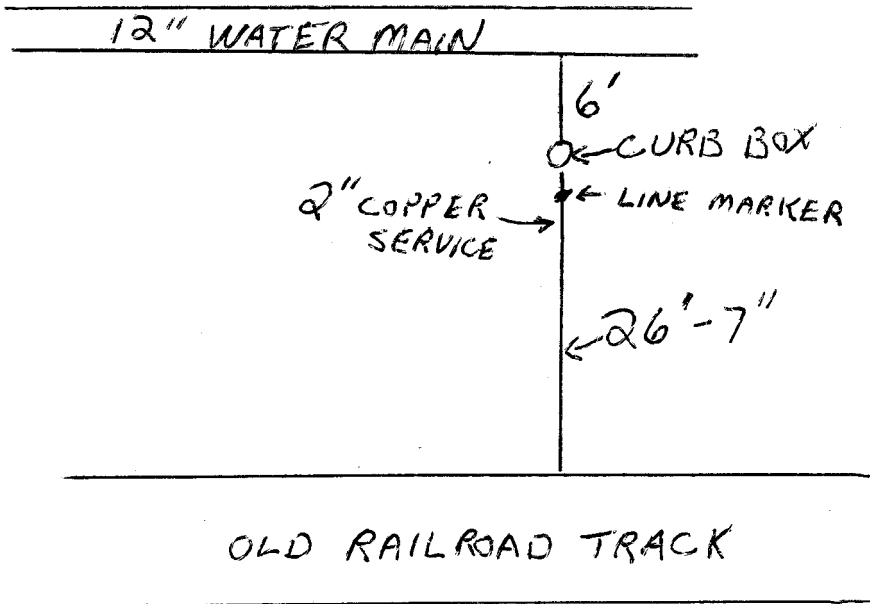 12" WATER MAIN
6'
CURB BOX
LINE MARKER
2" COPPER
SERVICE
26'-7"
OLD RAILROAD TRACK